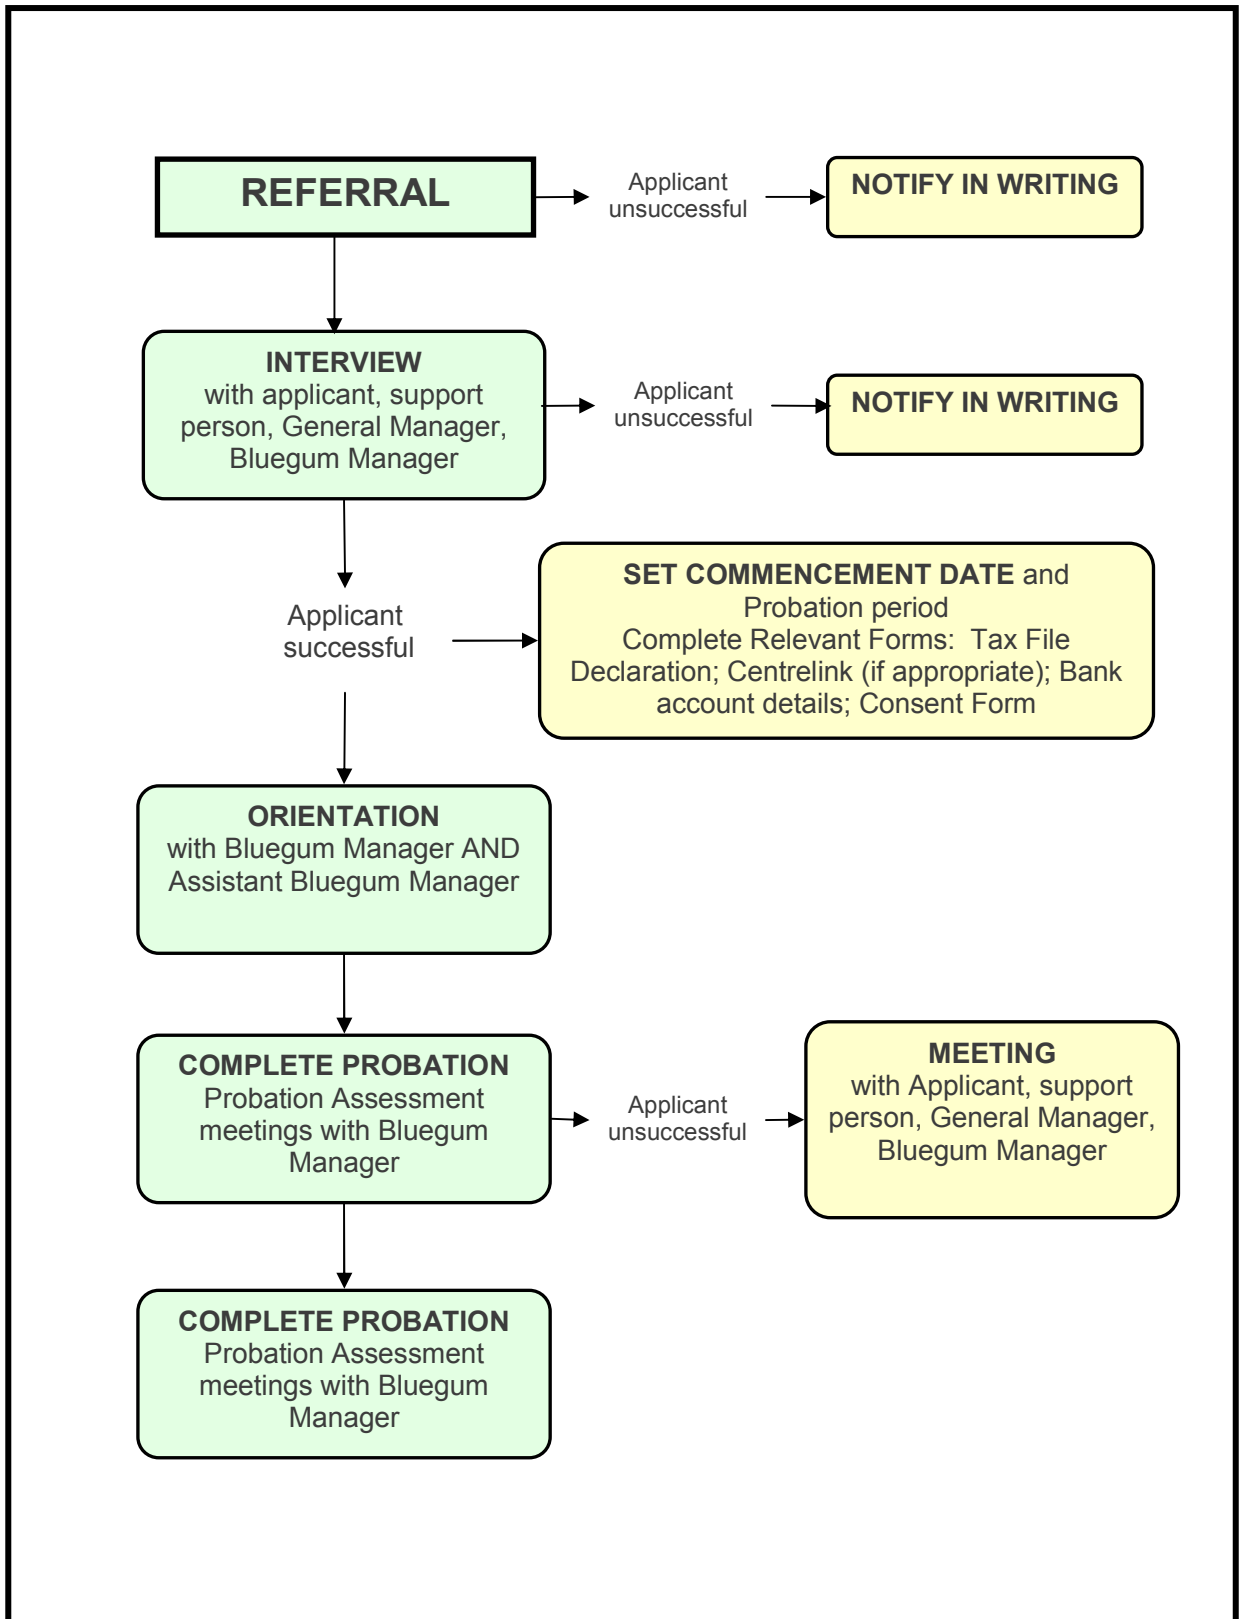 REFERRAL
Applicant
unsuccessful
NOTIFY IN WRITING
INTERVIEW
with applicant, support
person, General Manager,
Bluegum Manager
Applicant
unsuccessful
NOTIFY IN WRITING
Applicant
successful
SET COMMENCEMENT DATE and
Probation period
Complete Relevant Forms:  Tax File
Declaration; Centrelink (if appropriate); Bank
account details; Consent Form
ORIENTATION
with Bluegum Manager AND
Assistant Bluegum Manager
COMPLETE PROBATION
Probation Assessment
meetings with Bluegum
Manager
Applicant
unsuccessful
MEETING
with Applicant, support
person, General Manager,
Bluegum Manager
COMPLETE PROBATION
Probation Assessment
meetings with Bluegum
Manager